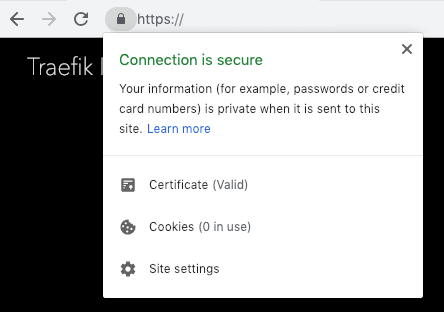 https://
Connection is secure
Your information (for example, passwords or credit
card numbers) is private when it is sent to this
site. Learn more
Traefik
Certificate (Valid)
Cookies (0 in use)
Site settings